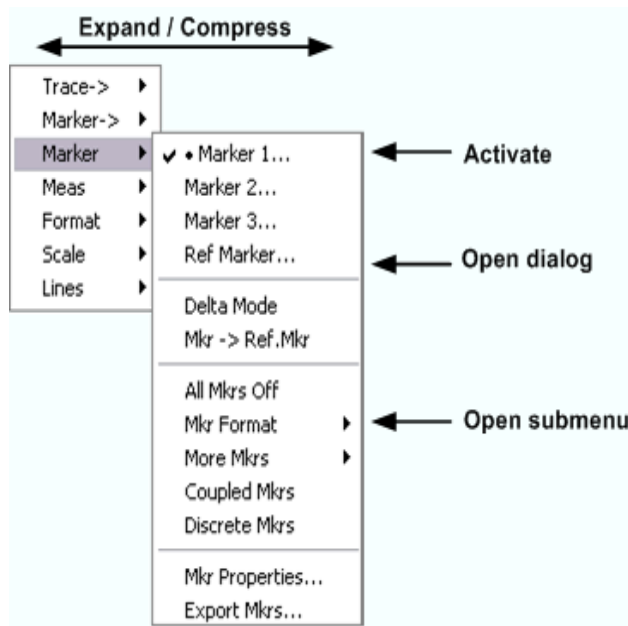 Expand / Compress
Trace->
Marker->
Marker
Meas
Format
Scale
Lines
• Marker 1...
Marker 2...
Marker 3...
Ref Marker...
Delta Mode
Mkr -> Ref.Mkr
All Mkrs Off
Mkr Format
More Mkrs
Coupled Mkrs
Discrete Mkrs
Mkr Properties...
Export Mkrs...
Activate
Open dialog
Open submenu